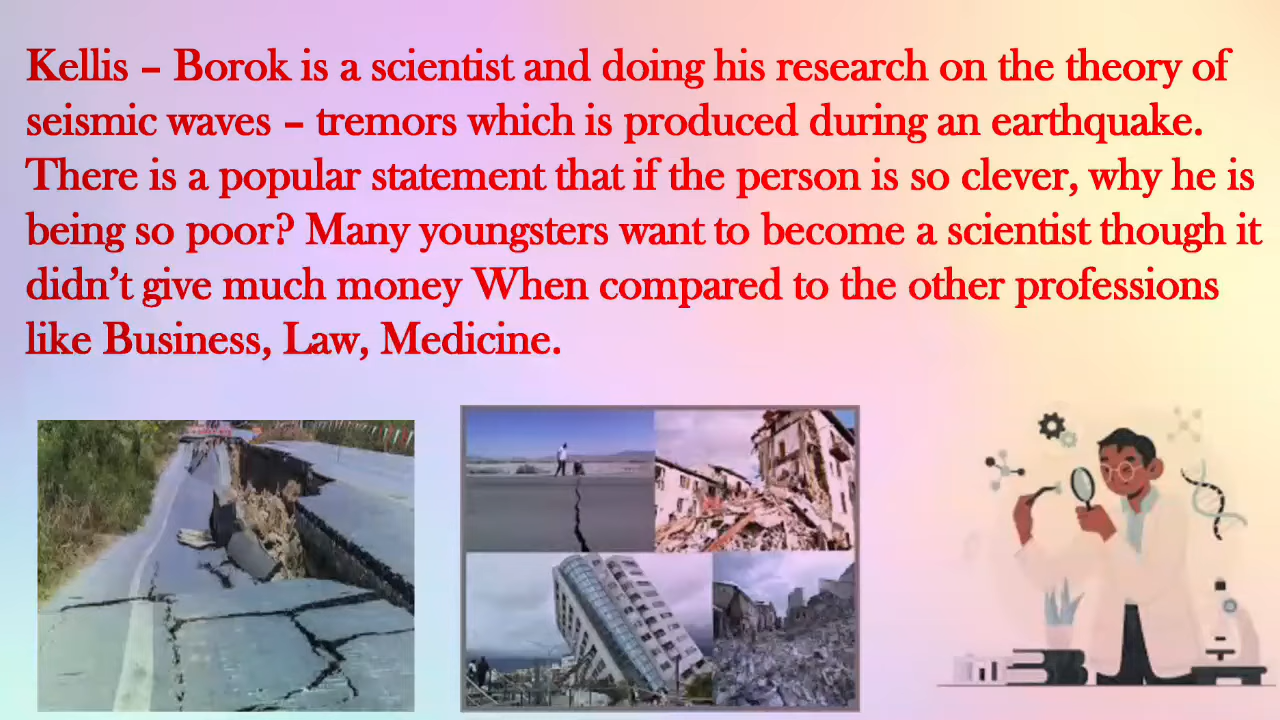 Kellis – Borok is a scientist and doing his research on the theory of
seismic waves – tremors which is produced during an earthquake.
There is a popular statement that if the person is so clever, why he is
being so poor? Many youngsters want to become a scientist though it
didn’t give much money When compared to the other professions
like Business, Law, Medicine.